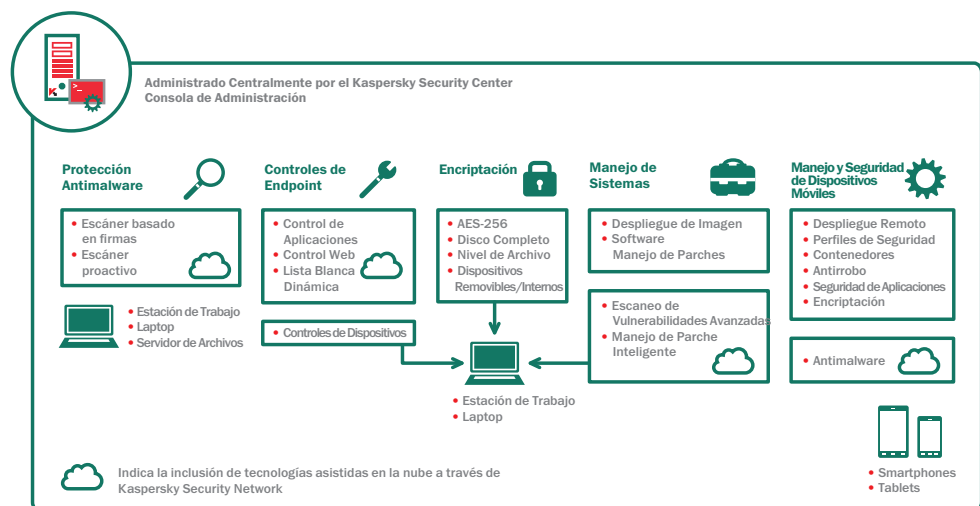 Administrado Centralmente por el Kaspersky Security Center
Consola de Administración
Protección
Antimalware
• Escáner basado
en firmas
• Escáner
proactivo
• Estación de Trabajo
• Laptop
• Servidor de Archivos
Controles de
Endpoint
• Control de
Aplicaciones
• Control Web
• Lista Blanca
Dinámica
• Controles de Dispositivos
Encriptación
• AES-256
• Disco Completo
• Nivel de Archivo
• Dispositivos
Removibles/Internos
• Estación de Trabajo
• Laptop
Manejo de
Sistemas
• Despliegue de Imagen
• Software
Manejo de Parches
• Escaneo de
Vulnerabilidades Avanzadas
• Manejo de Parche
Inteligente
Manejo y Seguridad
de Dispositivos
Móviles
• Despliegue Remoto
• Perfiles de Seguridad
• Contenedores
• Antirrobo
• Seguridad de Aplicaciones
• Encriptación
• Antimalware
• Smartphones
• Tablets
Indica la inclusión de tecnologías asistidas en la nube a través de
Kaspersky Security Network